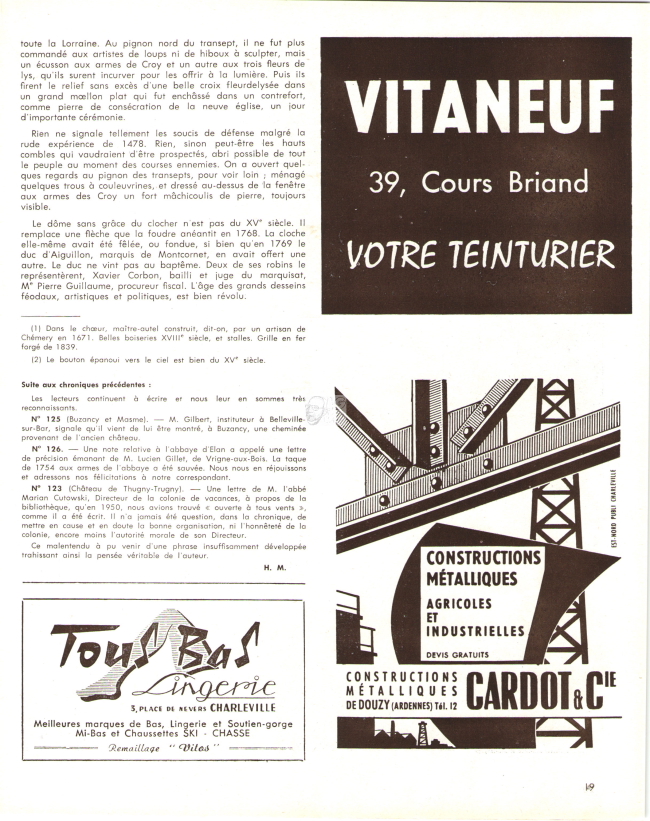 toute la Lorraine. Au pignon nord du transept, il ne fut plus
commandé aux artistes de loups ni de hiboux à sculpter, mais
un écusson aux armes de Croy et un autre aux trois fleurs de
lys, qu'ils surent incurver pour les offrir à la lumière. Puis ils
firent le relief sans excès d'une belle croix fleurdelysée dans
un grand mœllon plat qui fut enchâssé dans un contrefort,
comme pierre de consécration de la neuve église, un jour
d'importante cérémonie.
Rien ne signale tellement les soucis de défense malgré la
rude expérience de 1478. Rien, sinon peut-être les hauts
combles qui vaudraient d'être prospectés, abri possible de tout
le peuple au moment des courses ennemies. On a ouvert quel-
ques regards au pignon des transepts, pour voir loin ; ménagé
quelques trous à couleuvrines, et dressé au-dessus de la fenêtre
aux armes des Croy un fort mâchicoulis de pierre, toujours
visible.
Le dôme sans grâce du clocher n'est pas du XVe siècle. Il
remplace une flèche que la foudre anéantit en 1768. La cloche
elle-même avait été fêlée, ou fondue, si bien qu'en 1769 le
duc d'Aiguillon, marquis de Montcornet, en avait offert une
autre. Le duc ne vint pas au baptême. Deux de ses robins le
représentèrent, Xavier Carbon, bailli et juge du marquisat,
Me Pierre Guillaume, procureur fiscal. L'âge des grands desseins
féodaux, artistiques et politiques, est bien révolu.
(1) Dans le chœur, maître-autel construit, dit-on, par un artisan de
Chémery en 1671. Belles boiseries XVIIIe siècle, et stalles. Grille en fer
forgé de 1839.
(2) Le bouton épanoui vers le ciel est bien du XVe siècle.
Suite aux chroniques précédentes :
Les lecteurs continuent à écrire et nous leur en sommes très
reconnaissants.
N° 125 (Buzancy et Masme). — M. Gilbert, instituteur à Belleville-
sur-Bar, signale qu'il vient de lui être montré, à Buzancy, une cheminée
provenant de l'ancien château.
N° 126. — Une note relative à l'abbaye d'Elan a appelé une lettre
de précision émanant de M. Lucien Gillet, de Vrigne-aux-Bois. La taque
de 1754 aux armes de l'abbaye a été sauvée. Nous nous en réjouissons
et adressons nos félicitations à notre correspondant.
N° 123 (Château de Thugny-Trugny). — Une lettre de M. l'abbé
Marian Cutowski, Directeur de la colonie de vacances, à propos de la
bibliothèque, qu'en 1950, nous avions trouvé « ouverte à tous vents »,
comme il a été écrit. Il n'a jamais été question, dans la chronique, de
mettre en cause et en doute la bonne organisation, ni l'honnêteté de la
colonie, encore moins l'autorité morale de son Directeur.
Ce malentendu à pu venir d'une phrase insuffisamment développée
trahissant ainsi la pensée véritable de l'auteur.
H. M.
Tous Bas
Lingerie
3, PLACE DE NEVERS CHARLEVILLE
Meilleures marques de Bas, Lingerie et Soutien-gorge
Mi-Bas et Chaussettes SKI - CHASSE
Remaillage "Vitos"
VITANEUF
39, Cours Briand
VOTRE TEINTURIER
EST-NORD PUBLI CHARLEVILLE
CONSTRUCTIONS
MÉTALLIQUES
AGRICOLES
ET
INDUSTRIELLES
DEVIS GRATUITS
CONSTRUCTIONS
MÉTALLIQUES
DE DOUZY (ARDENNES) Tél. 12
CARDOT & CIE
19